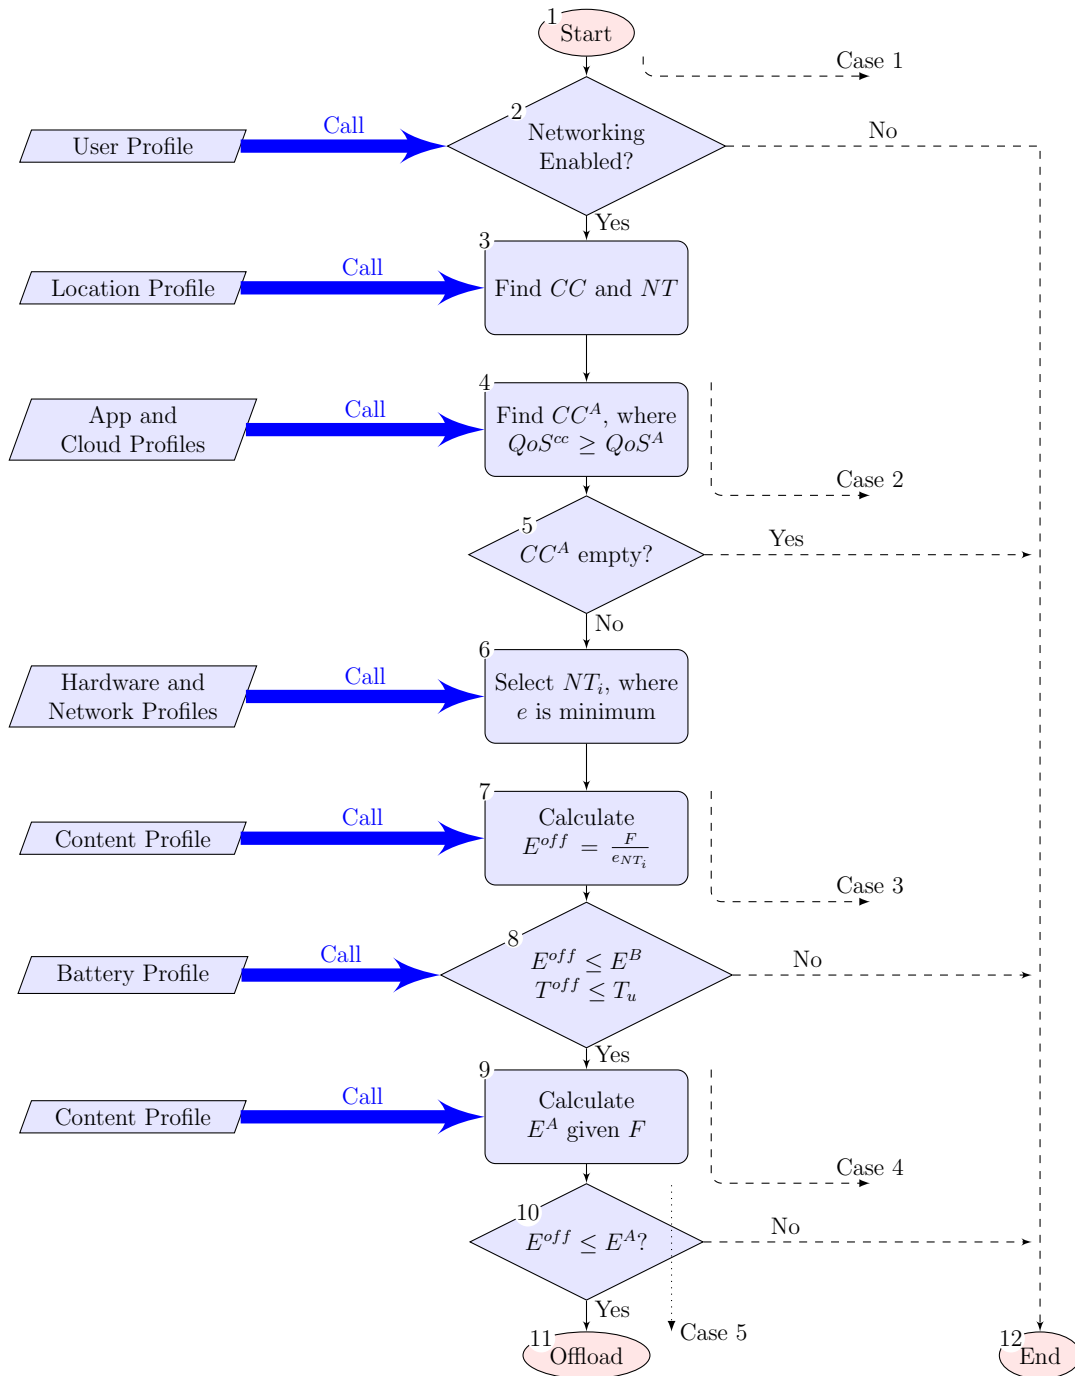 1
Start
Case 1
2
Networking
Enabled?
No
User Profile
Call
Yes
3
Find CC and NT
Location Profile
Call
4
Find CC^A, where
QoS^cc ≥ QoS^A
App and
Cloud Profiles
Call
Case 2
5
CC^A empty?
Yes
No
6
Select NT_i, where
e is minimum
Hardware and
Network Profiles
Call
7
Calculate
E^off = F/e_NT_i
Content Profile
Call
Case 3
8
E^off ≤ E^B
T^off ≤ T_u
No
Battery Profile
Call
Yes
9
Calculate
E^A given F
Content Profile
Call
Case 4
10
E^off ≤ E^A?
No
Yes
Case 5
11
Offload
12
End